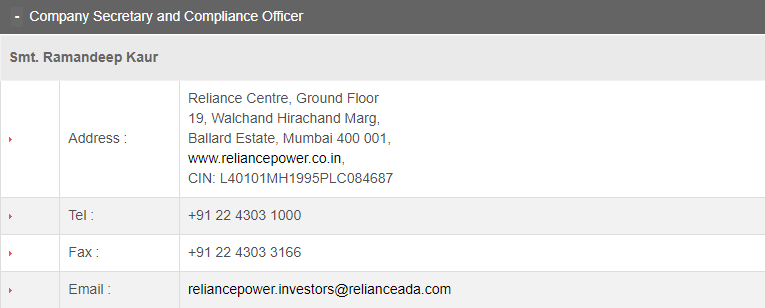 - Company Secretary and Compliance Officer
Smt. Ramandeep Kaur
Address :
Reliance Centre, Ground Floor
19, Walchand Hirachand Marg,
Ballard Estate, Mumbai 400 001,
www.reliancepower.co.in,
CIN: L40101MH1995PLC084687
Tel :
+91 22 4303 1000
Fax :
+91 22 4303 3166
Email :
reliancepower.investors@relianceada.com